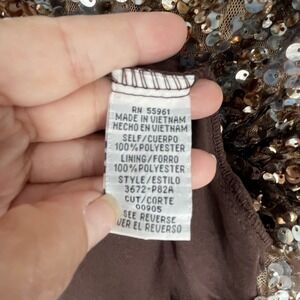 RN 55961
MADE IN VIETNAM
HECHO EN VIETNAM
SELF/CUERPO
100% POLYESTER
LINING/FORRO
100% POLYESTER
STYLE/ESTILO
3672-P82A
CUT/CORTE
00905
SEE REVERSE
VER EL REVERSO